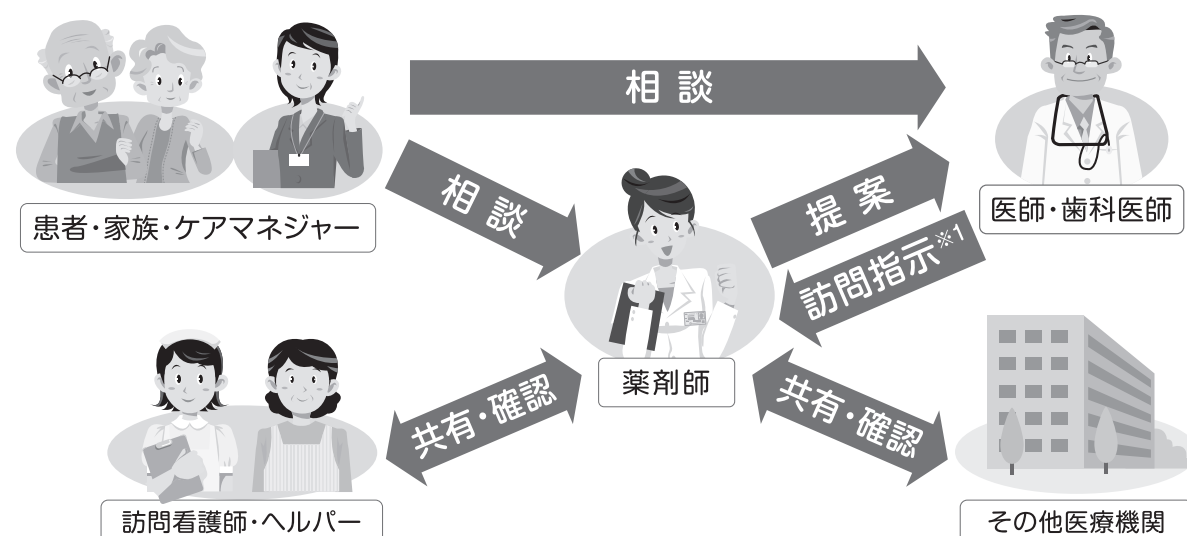 相談
相談
提案
訪問指示※1
患者・家族・ケアマネジャー
医師・歯科医師
薬剤師
共有・確認
共有・確認
訪問看護師・ヘルパー
その他医療機関